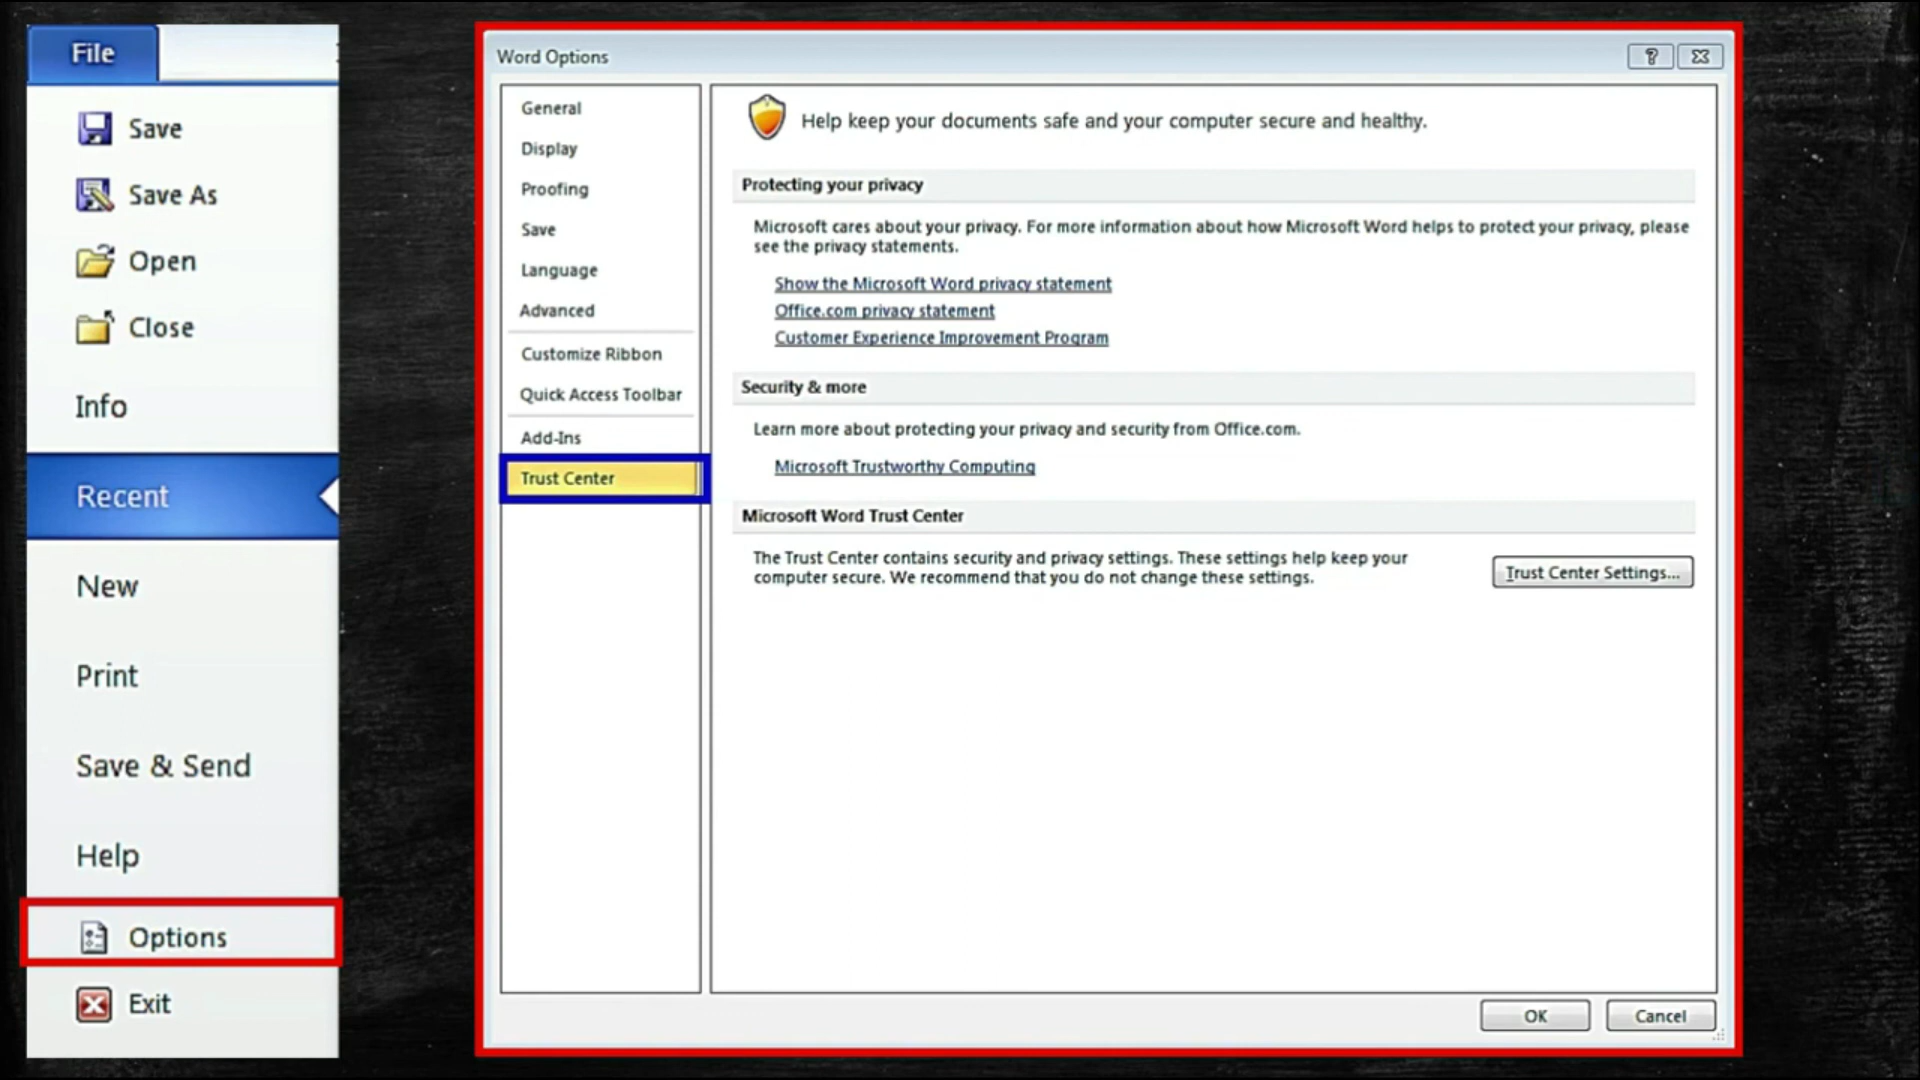 File
Save
Save As
Open
Close
Info
Recent
New
Print
Save & Send
Help
Options
Exit
Word Options
General
Display
Proofing
Save
Language
Advanced
Customize Ribbon
Quick Access Toolbar
Add-Ins
Trust Center
Help keep your documents safe and your computer secure and healthy.
Protecting your privacy
Microsoft cares about your privacy. For more information about how Microsoft Word helps to protect your privacy, please
see the privacy statements.
Show the Microsoft Word privacy statement
Office.com privacy statement
Customer Experience Improvement Program
Security & more
Learn more about protecting your privacy and security from Office.com.
Microsoft Trustworthy Computing
Microsoft Word Trust Center
The Trust Center contains security and privacy settings. These settings help keep your
computer secure. We recommend that you do not change these settings.
Trust Center Settings...
OK
Cancel